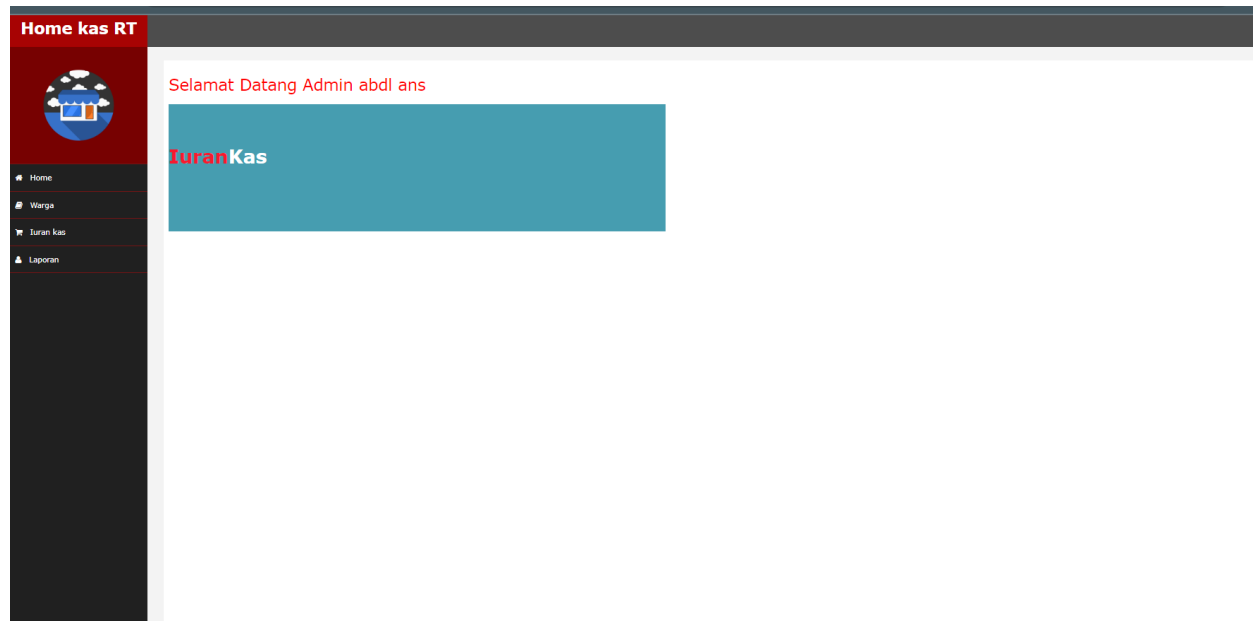 Home kas RT
Selamat Datang Admin abdl ans
IuranKas
Home
Warga
Iuran kas
Laporan